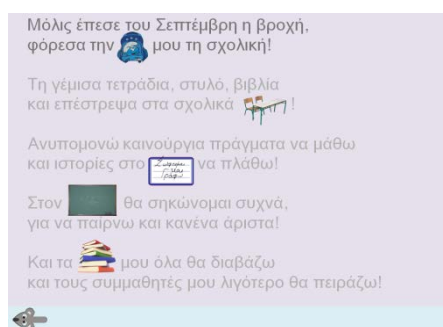 Μόλις έπεσε του Σεπτέμβρη η βροχή,
φόρεσα την μου τη σχολική!
Τη γέμισα τετράδια, στυλό, βιβλία
και επέστρεψα στα σχολικά !
Ανυπομονώ καινούργια πράγματα να μάθω
και ιστορίες στο να πλάθω!
Στον θα σηκώνομαι συχνά,
για να παίρνω και κανένα άριστα!
Και τα μου όλα θα διαβάζω
και τους συμμαθητές μου λιγότερο θα πειράζω!